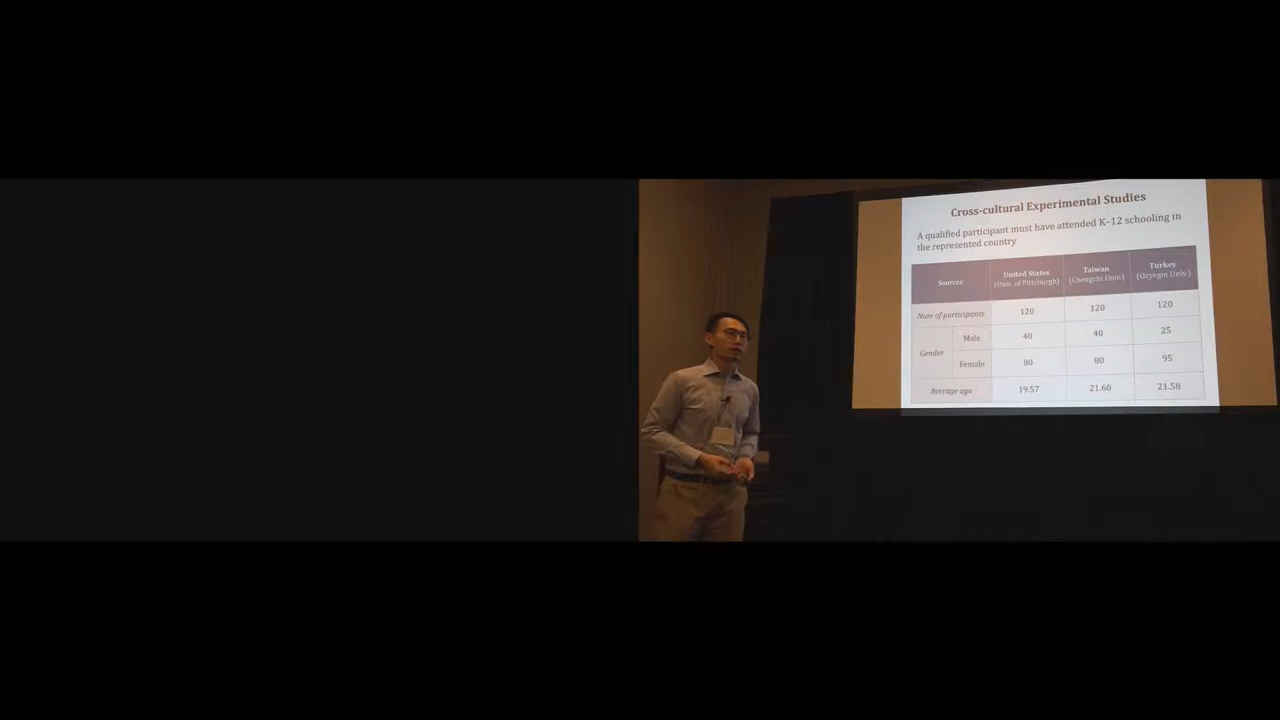 Cross-cultural Experimental Studies
A qualified participant must have attended K–12 schooling in
the represented country
Sources
United States
(Univ. of Pittsburgh)
Taiwan
(Chengchi Univ.)
Turkey
(Ozyegin Univ.)
Num of participants
120
120
120
Gender
Male
40
40
25
Female
80
80
95
Average age
19.57
21.60
21.58